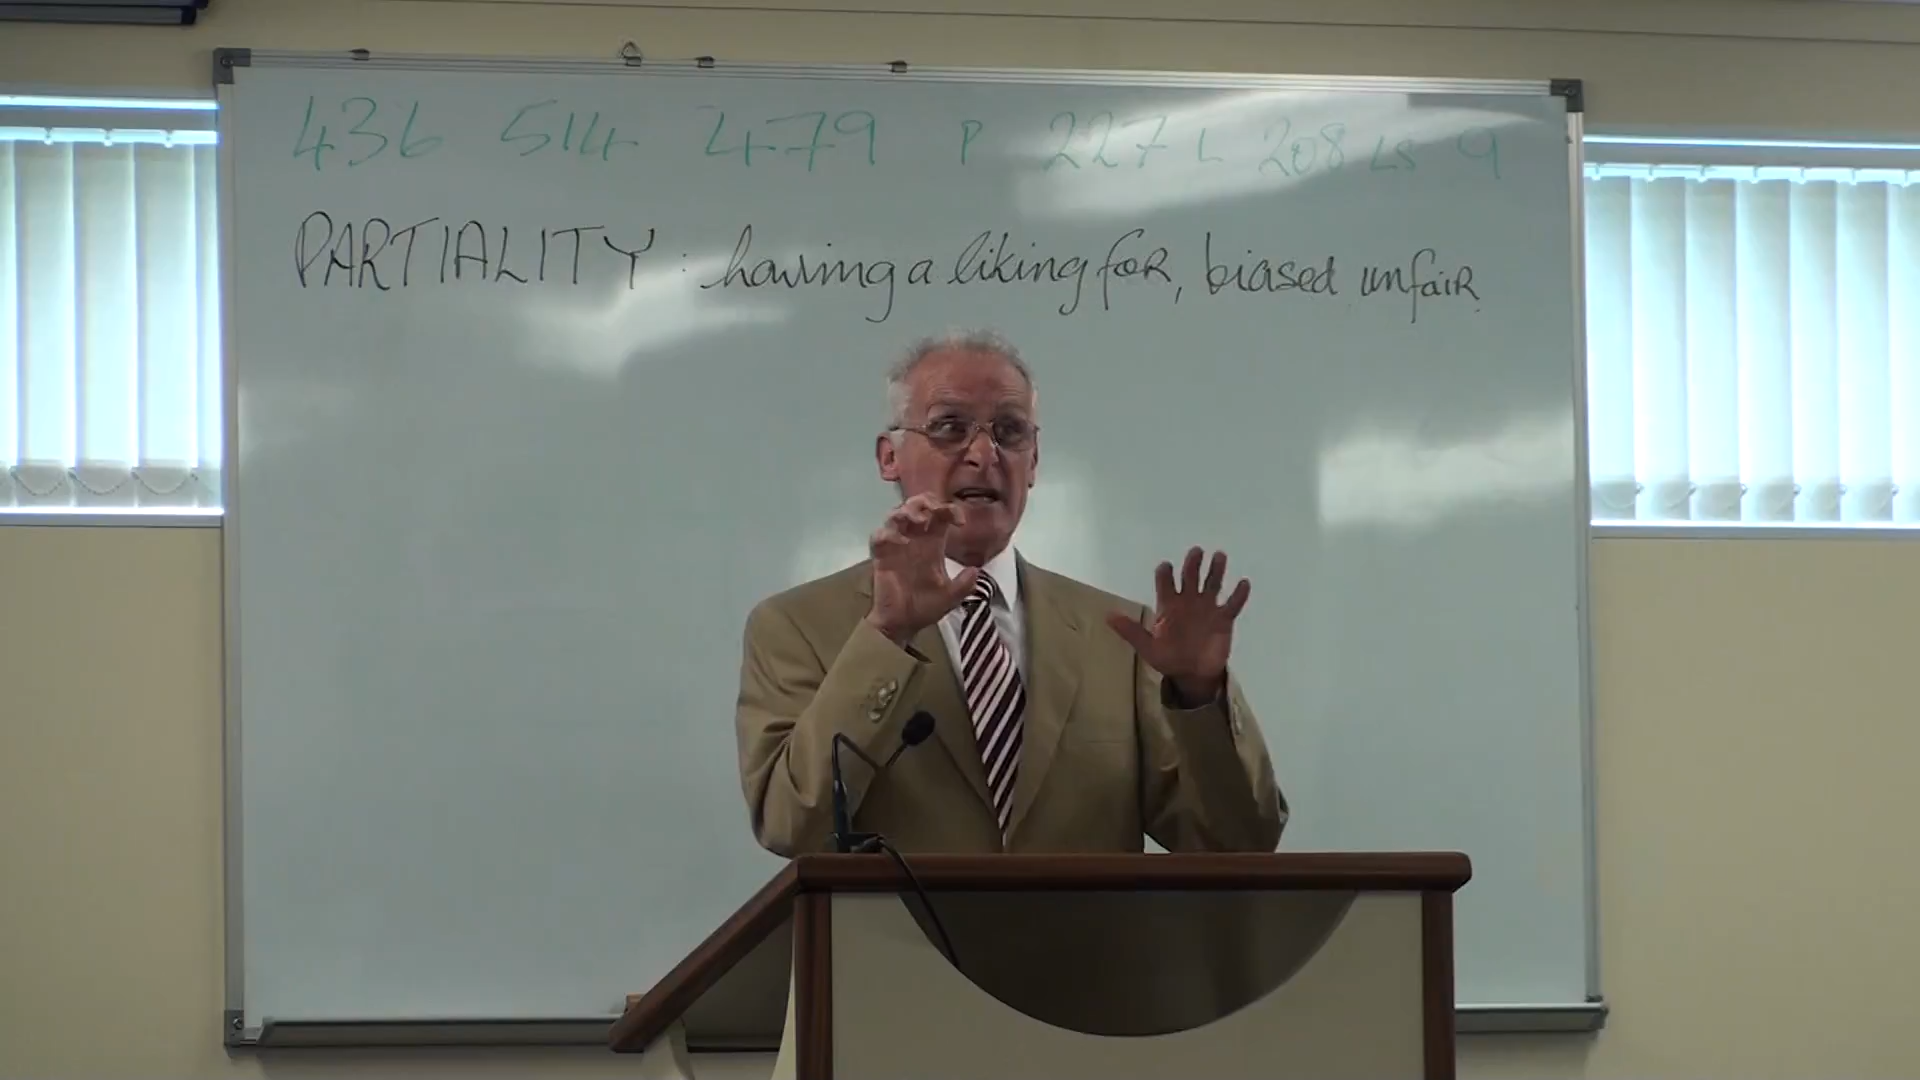 436 514 479 P 227 L 208 LS 9
PARTIALITY : having a liking for, biased unfair